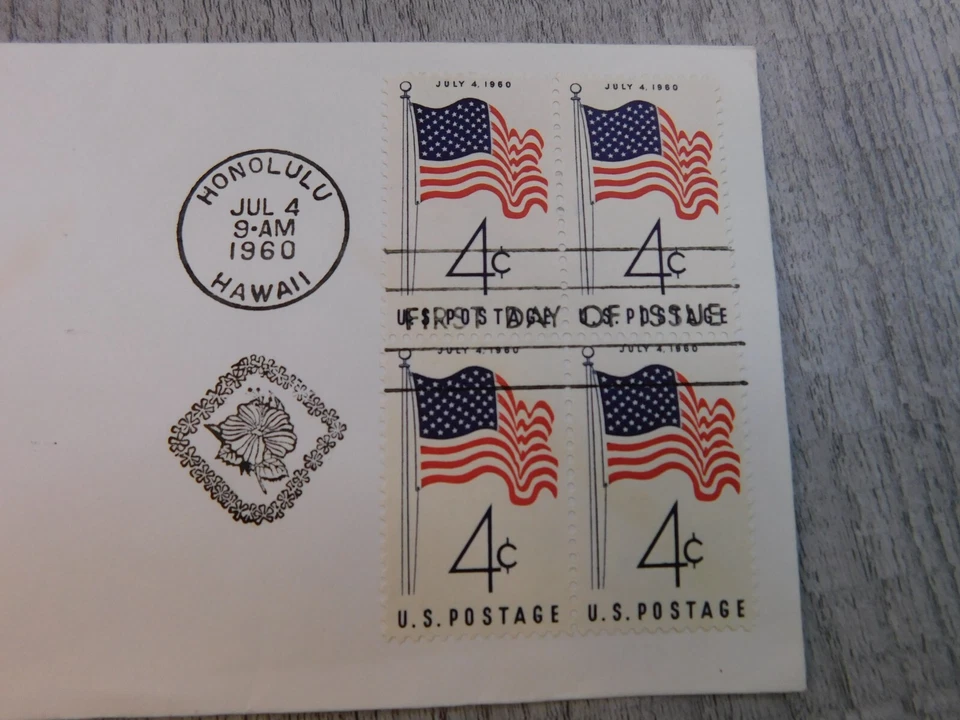 HONOLULU
JUL 4
9-AM
1960
HAWAII
JULY 4, 1960
4¢
U.S. POSTAGE
JULY 4, 1960
4¢
U.S. POSTAGE
FIRST DAY OF ISSUE
JULY 4, 1960
4¢
U.S. POSTAGE
JULY 4, 1960
4¢
U.S. POSTAGE